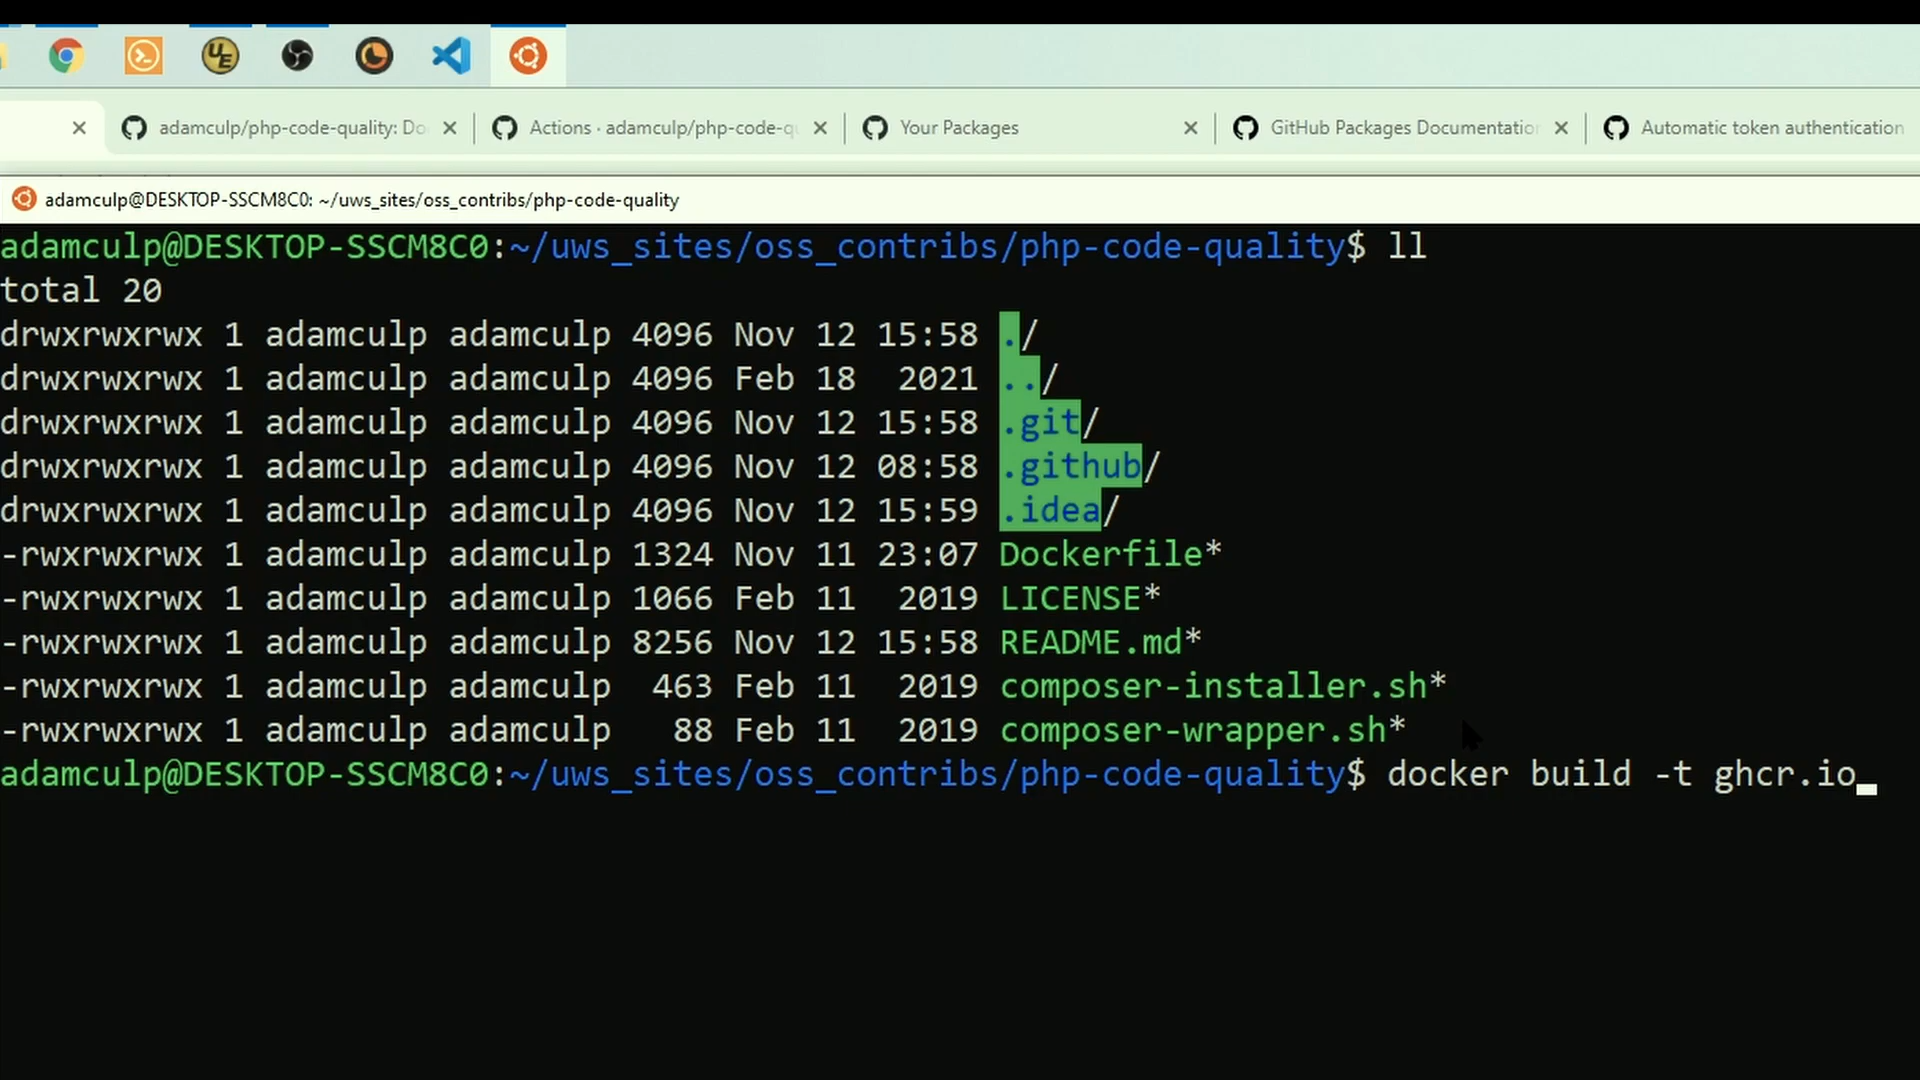 adamculp/php-code-quality: Do
Actions · adamculp/php-code-q
Your Packages
GitHub Packages Documentation
Automatic token authentication
adamculp@DESKTOP-SSCM8C0: ~/uws_sites/oss_contribs/php-code-quality
adamculp@DESKTOP-SSCM8C0:~/uws_sites/oss_contribs/php-code-quality$ ll
total 20
drwxrwxrwx 1 adamculp adamculp 4096 Nov 12 15:58 ./
drwxrwxrwx 1 adamculp adamculp 4096 Feb 18  2021 ../
drwxrwxrwx 1 adamculp adamculp 4096 Nov 12 15:58 .git/
drwxrwxrwx 1 adamculp adamculp 4096 Nov 12 08:58 .github/
drwxrwxrwx 1 adamculp adamculp 4096 Nov 12 15:59 .idea/
-rwxrwxrwx 1 adamculp adamculp 1324 Nov 11 23:07 Dockerfile*
-rwxrwxrwx 1 adamculp adamculp 1066 Feb 11  2019 LICENSE*
-rwxrwxrwx 1 adamculp adamculp 8256 Nov 12 15:58 README.md*
-rwxrwxrwx 1 adamculp adamculp  463 Feb 11  2019 composer-installer.sh*
-rwxrwxrwx 1 adamculp adamculp   88 Feb 11  2019 composer-wrapper.sh*
adamculp@DESKTOP-SSCM8C0:~/uws_sites/oss_contribs/php-code-quality$ docker build -t ghcr.io